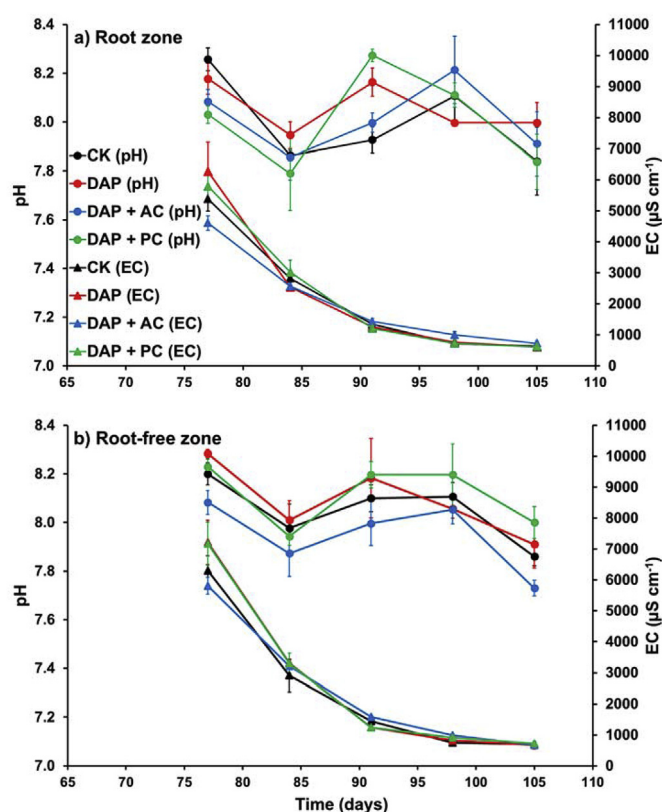 a) Root zone
8.4
8.2
8.0
7.8
7.6
7.4
7.2
7.0
pH
CK (pH)
DAP (pH)
DAP + AC (pH)
DAP + PC (pH)
CK (EC)
DAP (EC)
DAP + AC (EC)
DAP + PC (EC)
11000
10000
9000
8000
7000
6000
5000
4000
3000
2000
1000
0
EC (µS cm⁻¹)
65 70 75 80 85 90 95 100 105 110
b) Root-free zone
8.4
8.2
8.0
7.8
7.6
7.4
7.2
7.0
pH
11000
10000
9000
8000
7000
6000
5000
4000
3000
2000
1000
0
EC (µS cm⁻¹)
65 70 75 80 85 90 95 100 105 110
Time (days)